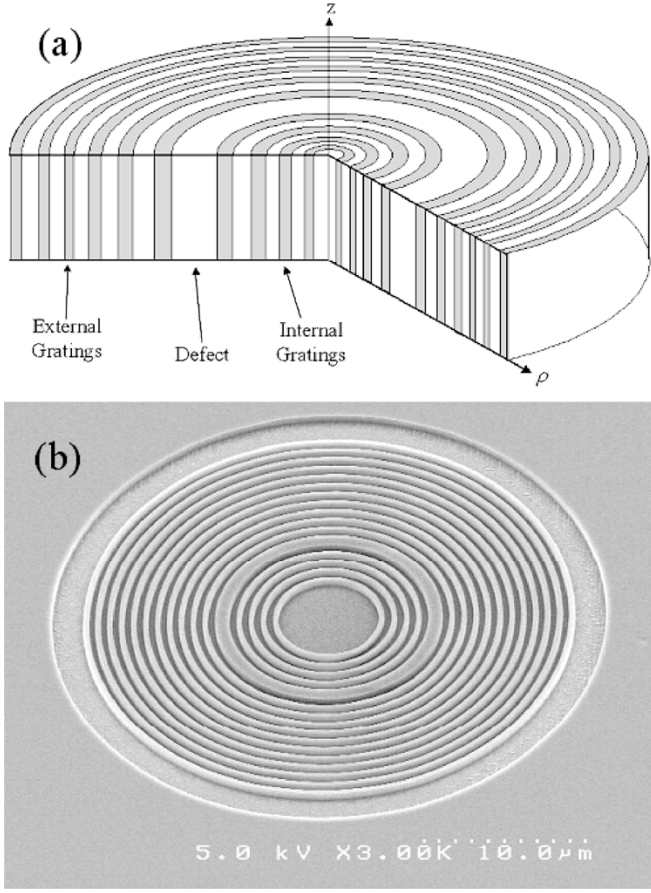 (a)
z
External
Gratings
Defect
Internal
Gratings
ρ
(b)
5.0 kV X3.00K 10.0μm